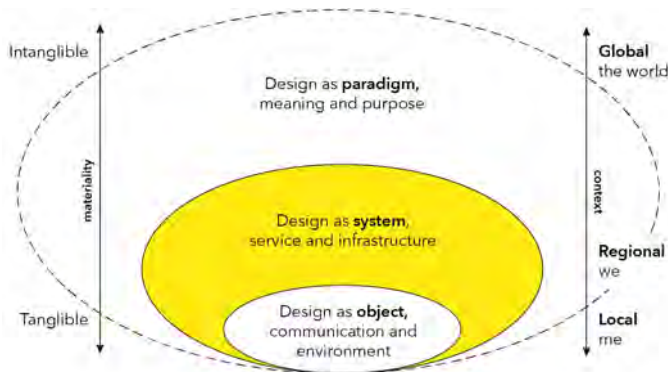 Intangible
Global
the world
Design as paradigm,
meaning and purpose
materiality
context
Design as system,
service and infrastructure
Regional
we
Tanglible
Design as object,
communication and
environment
Local
me